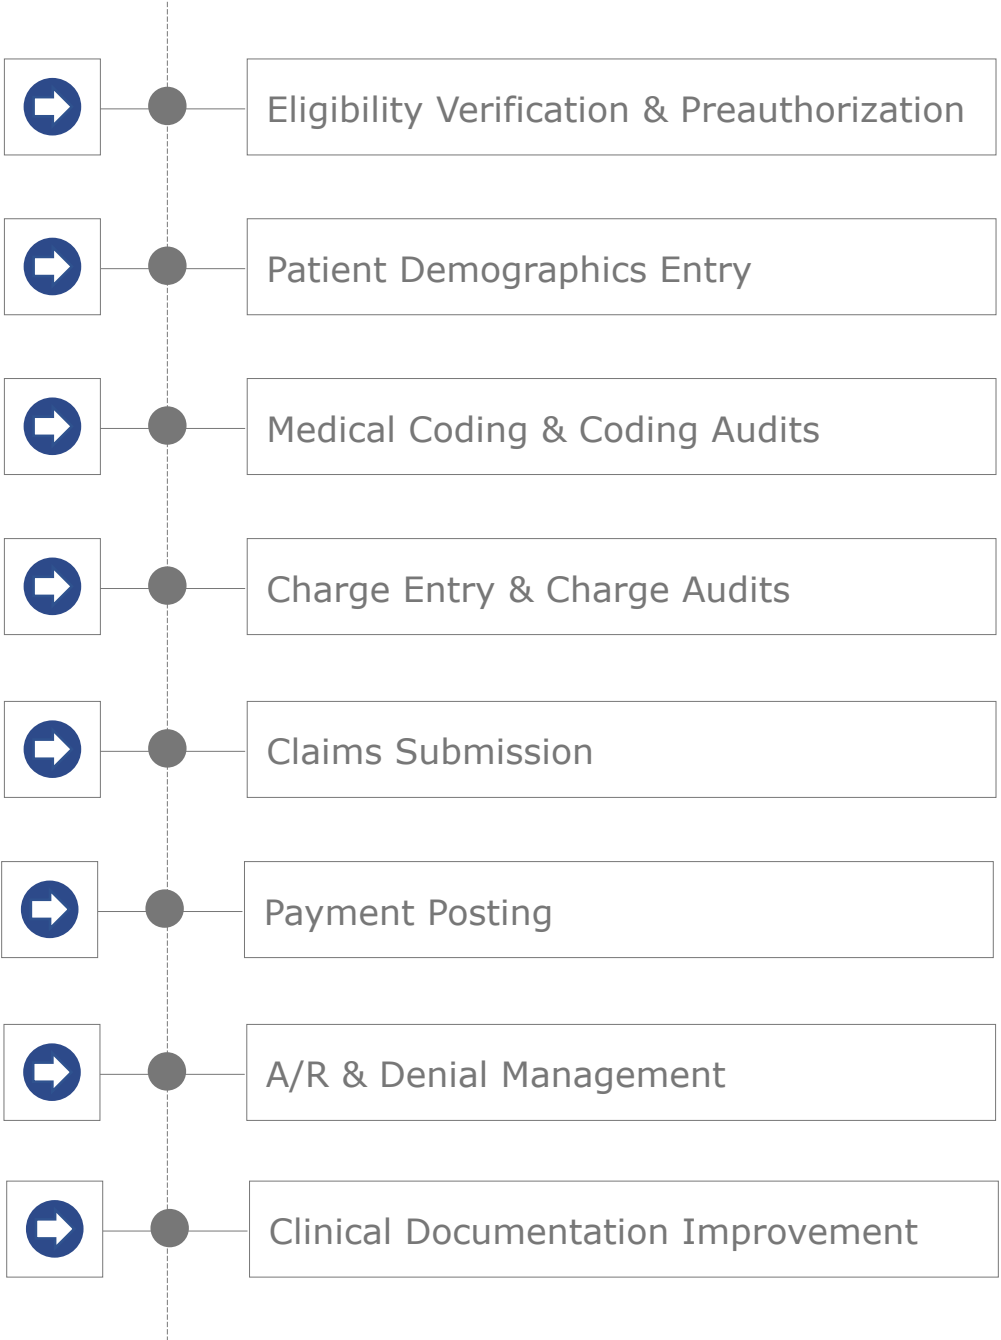 Eligibility Verification & Preauthorization
Patient Demographics Entry
Medical Coding & Coding Audits
Charge Entry & Charge Audits
Claims Submission
Payment Posting
A/R & Denial Management
Clinical Documentation Improvement